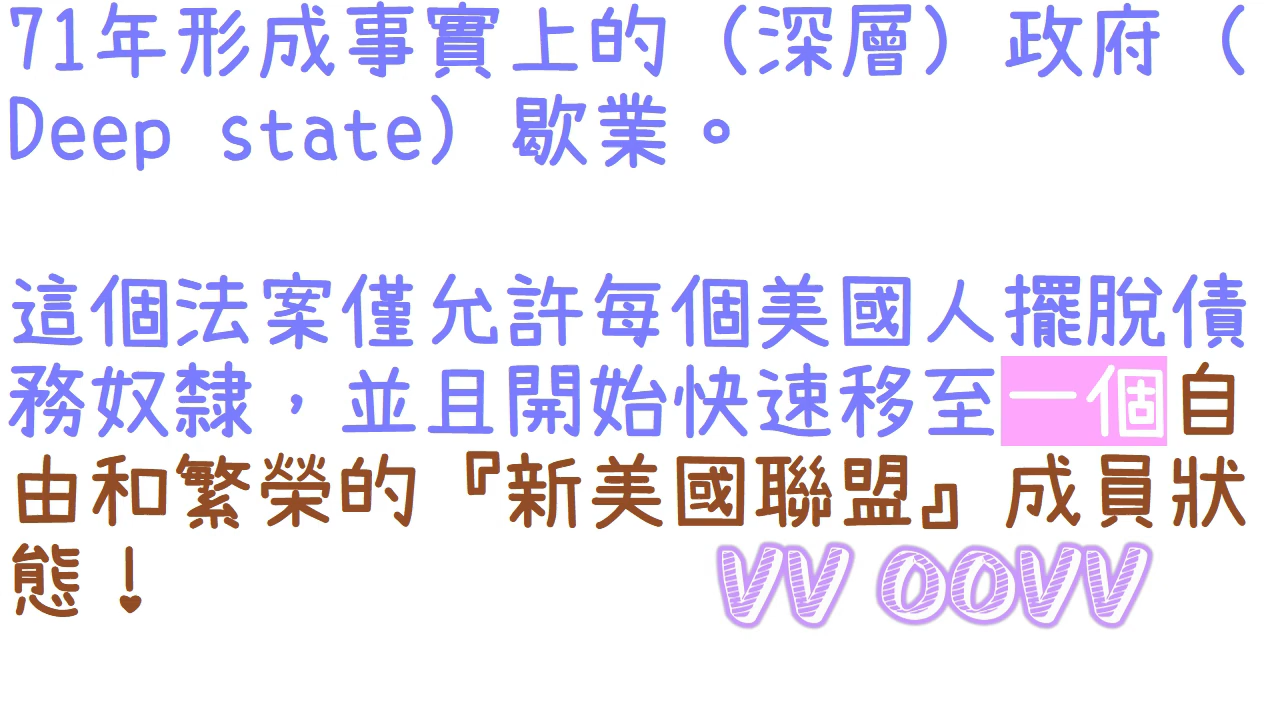 71年形成事實上的（深層）政府（
Deep state）歇業。
這個法案僅允許每個美國人擺脫債
務奴隸，並且開始快速移至一個自
由和繁榮的『新美國聯盟』成員狀
態！
VV OOVV